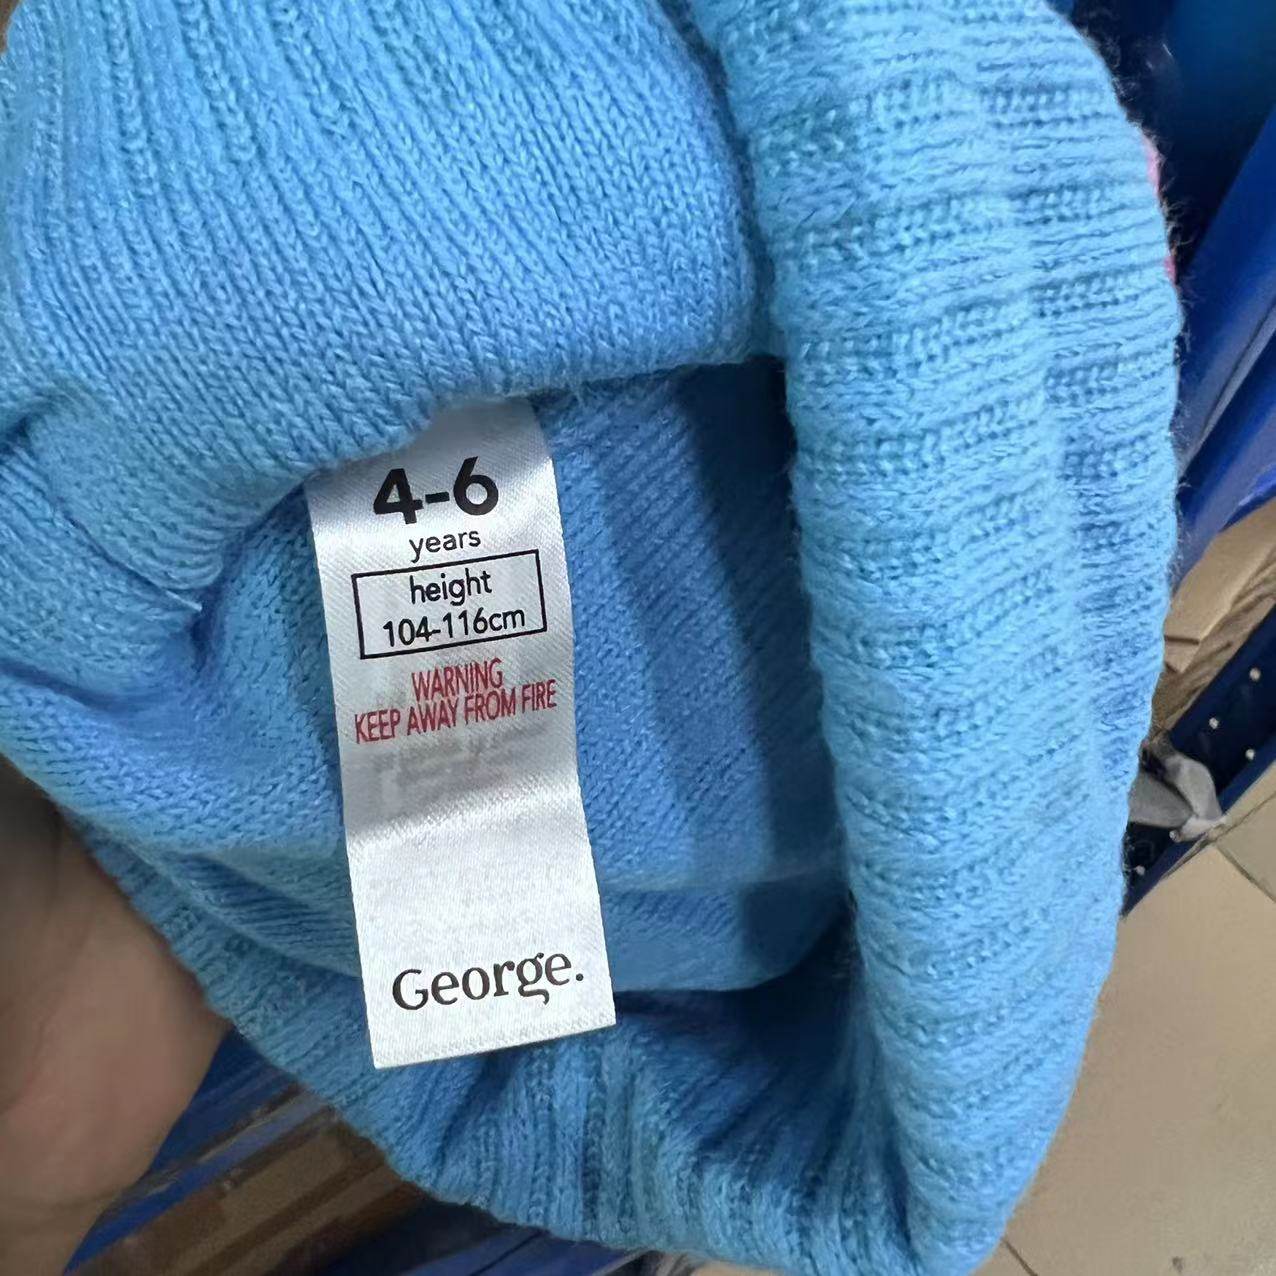 4-6
years
height
104-116cm
WARNING
KEEP AWAY FROM FIRE
George.